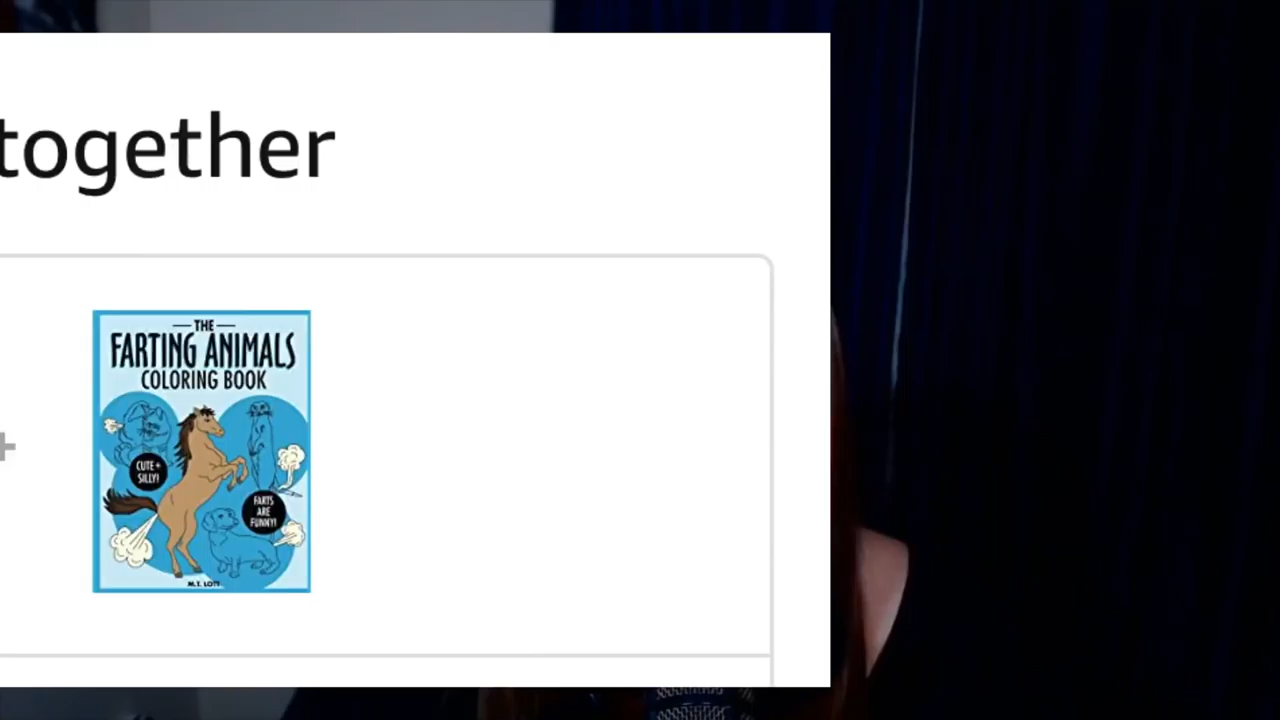 together
+
THE
FARTING ANIMALS
COLORING BOOK
CUTE +
SILLY!
FARTS
ARE
FUNNY!
M.T. LOTT